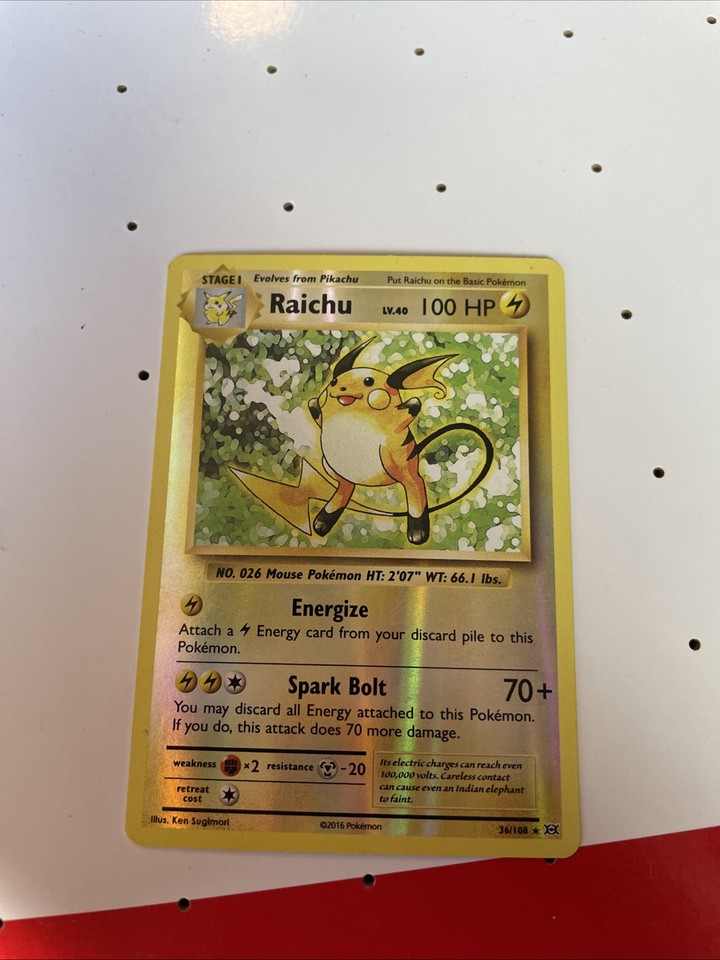 STAGE 1 Evolves from Pikachu Put Raichu on the Basic Pokémon
Raichu LV.40 100 HP
NO. 026 Mouse Pokémon HT: 2'07" WT: 66.1 lbs.
Energize
Attach a Energy card from your discard pile to this
Pokémon.
Spark Bolt 70+
You may discard all Energy attached to this Pokémon.
If you do, this attack does 70 more damage.
weakness ×2 resistance -20
retreat
cost
Its electric charges can reach even
100,000 volts. Careless contact
can cause even an Indian elephant
to faint.
Illus. Ken Sugimori ©2016 Pokémon 36/108 ★